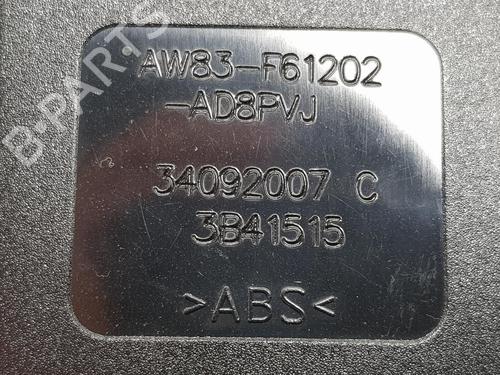 AW83-F61202
-AD8PVJ
34092007 C
3B41515
>ABS<
B-PARTS